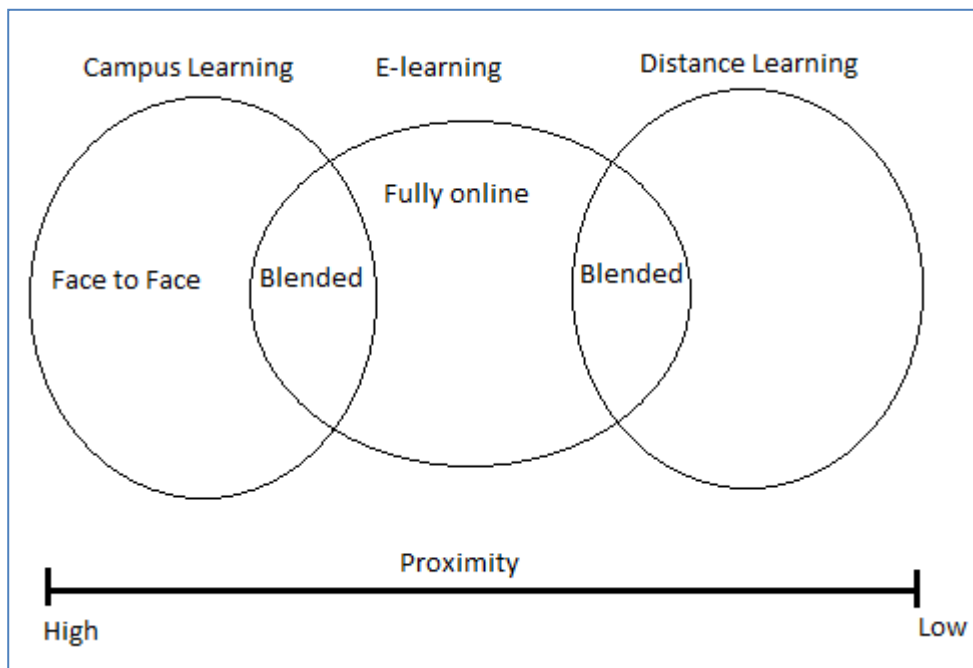 Campus Learning
E-learning
Distance Learning
Fully online
Face to Face
Blended
Blended
Proximity
High
Low